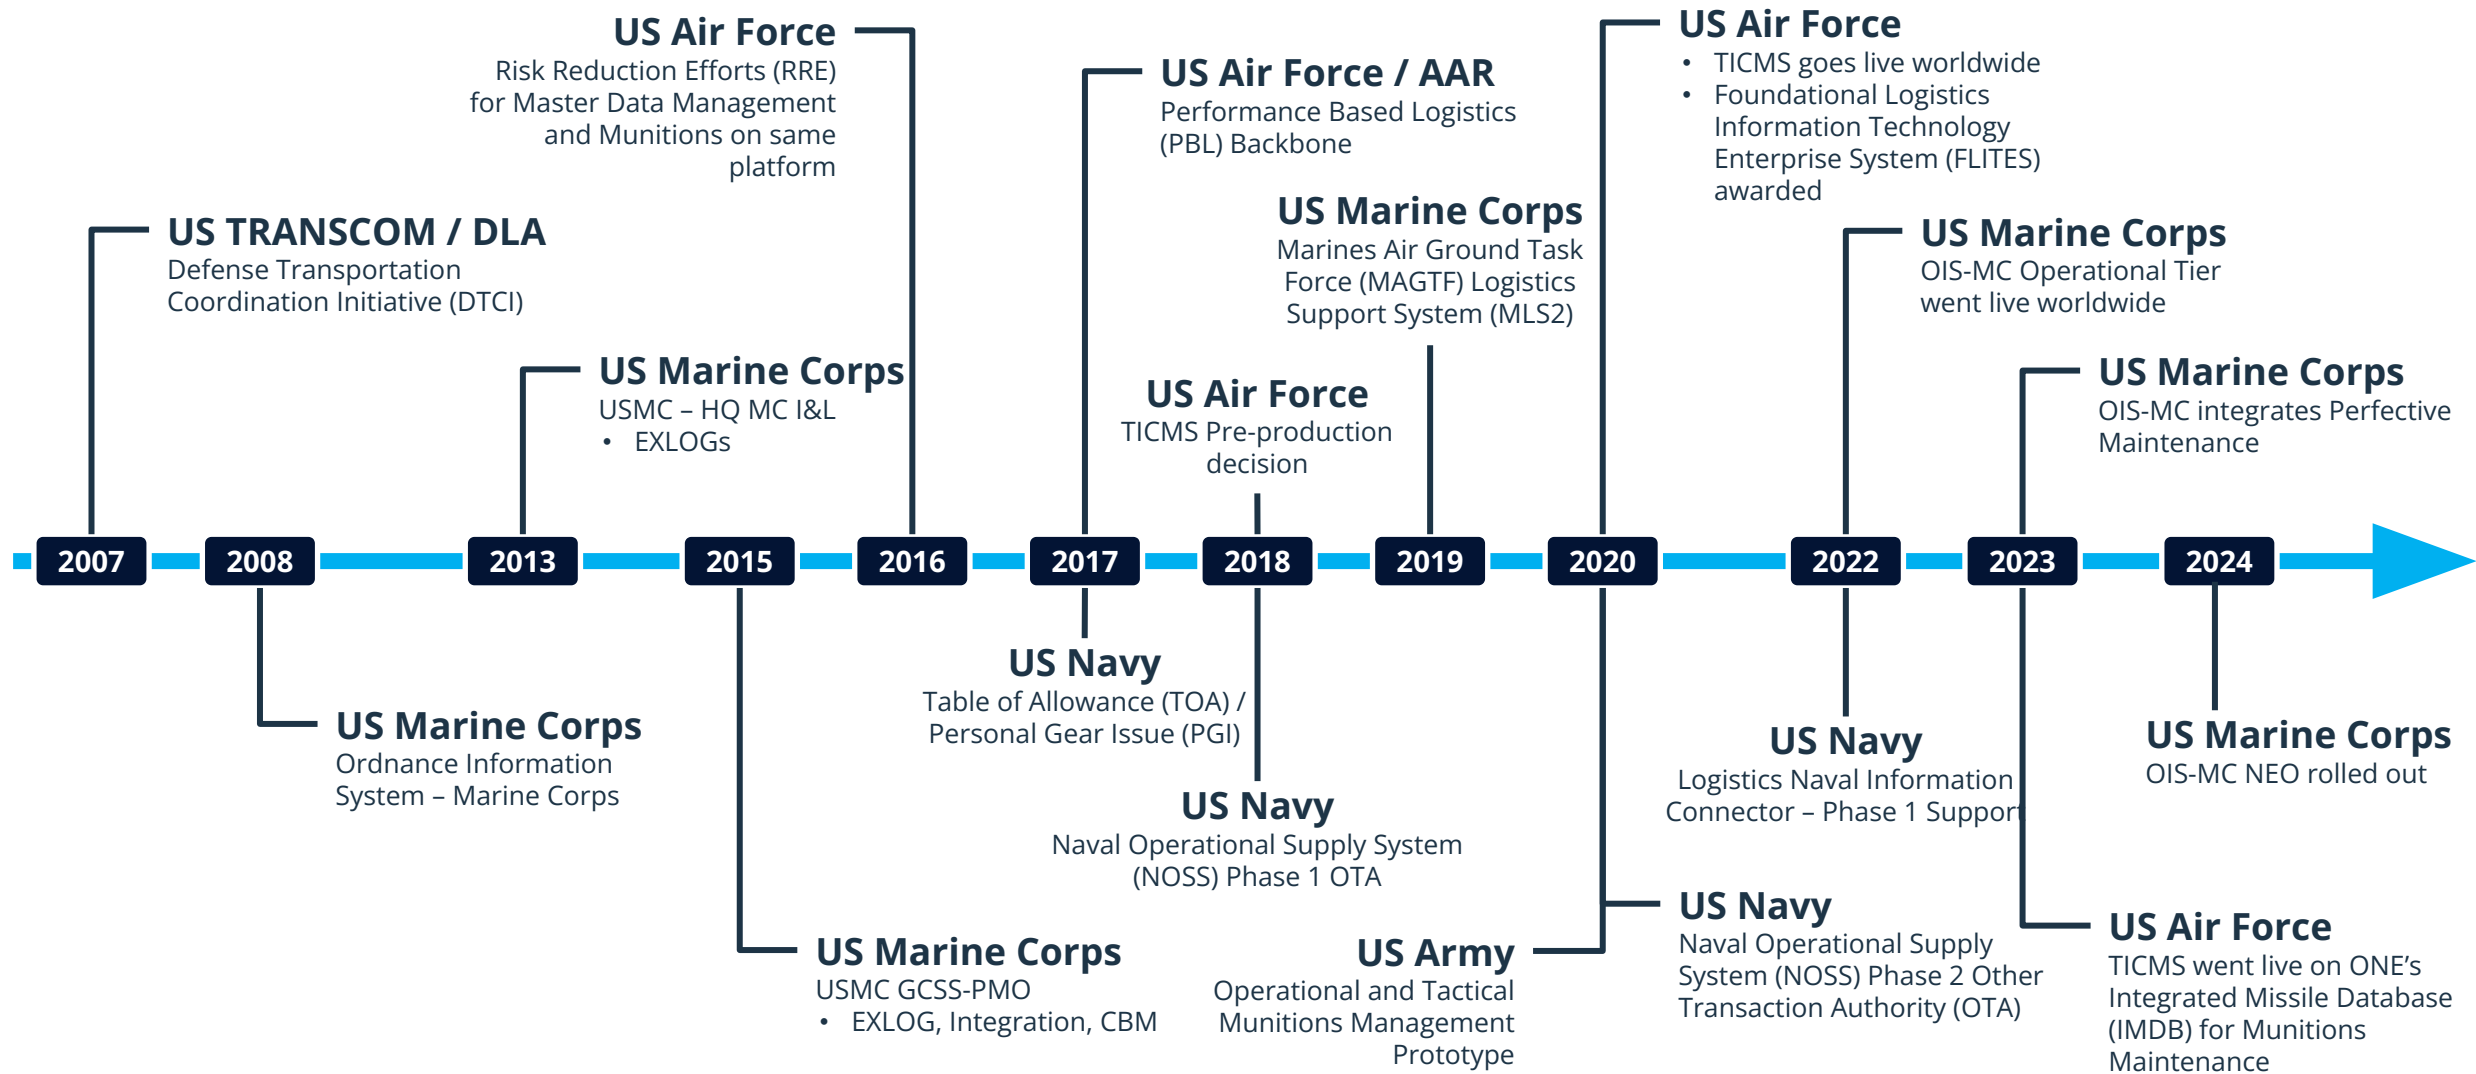 US Air Force
Risk Reduction Efforts (RRE)
for Master Data Management
and Munitions on same
platform
US Air Force / AAR
Performance Based Logistics
(PBL) Backbone
US Air Force
• TICMS goes live worldwide
• Foundational Logistics
Information Technology
Enterprise System (FLITES)
awarded
US TRANSCOM / DLA
Defense Transportation
Coordination Initiative (DTCI)
US Marine Corps
Marines Air Ground Task
Force (MAGTF) Logistics
Support System (MLS2)
US Marine Corps
OIS-MC Operational Tier
went live worldwide
US Marine Corps
USMC – HQ MC I&L
• EXLOGs
US Air Force
TICMS Pre-production
decision
US Marine Corps
OIS-MC integrates Perfective
Maintenance
2007
2008
2013
2015
2016
2017
2018
2019
2020
2022
2023
2024
US Marine Corps
Ordnance Information
System – Marine Corps
US Navy
Table of Allowance (TOA) /
Personal Gear Issue (PGI)
US Navy
Naval Operational Supply System
(NOSS) Phase 1 OTA
US Navy
Logistics Naval Information
Connector – Phase 1 Support
US Marine Corps
OIS-MC NEO rolled out
US Marine Corps
USMC GCSS-PMO
• EXLOG, Integration, CBM
US Army
Operational and Tactical
Munitions Management
Prototype
US Navy
Naval Operational Supply
System (NOSS) Phase 2 Other
Transaction Authority (OTA)
US Air Force
TICMS went live on ONE’s
Integrated Missile Database
(IMDB) for Munitions
Maintenance